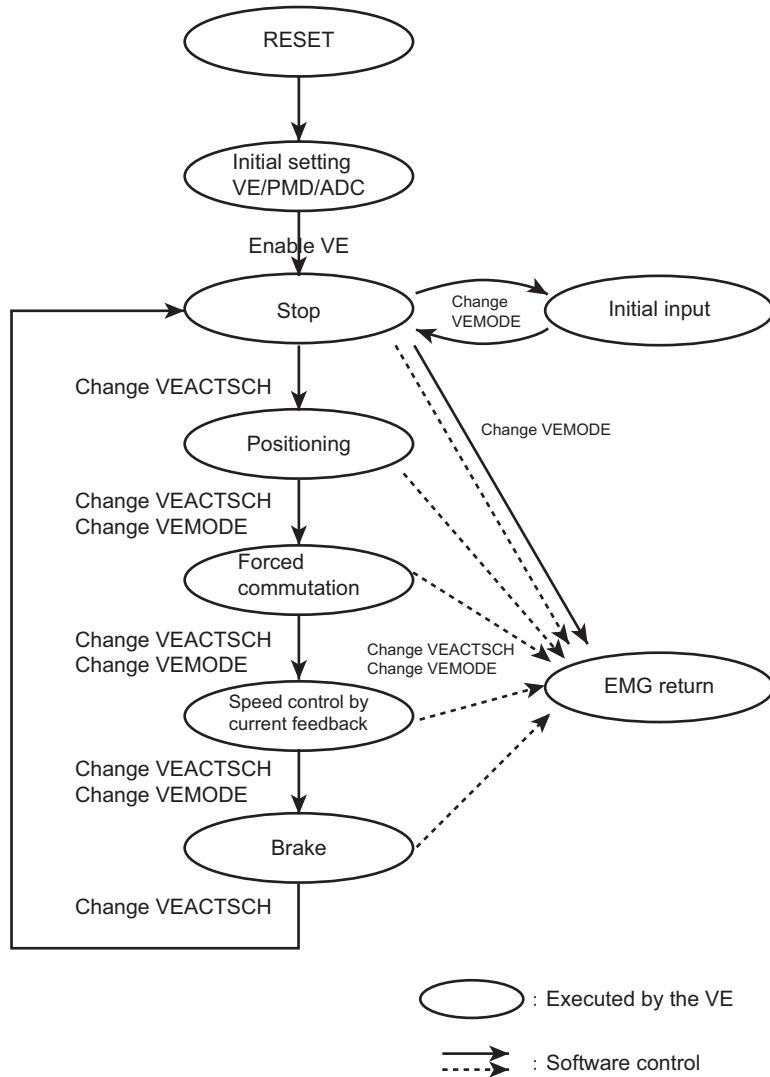 RESET
Initial setting
VE/PMD/ADC
Enable VE
Stop
Change
VEMODE
Initial input
Change VEACTSCH
Change VEMODE
Positioning
Change VEACTSCH
Change VEMODE
Forced
commutation
Change VEACTSCH
Change VEMODE
Change VEACTSCH
Change VEMODE
Speed control by
current feedback
EMG return
Change VEACTSCH
Change VEMODE
Brake
Change VEACTSCH
: Executed by the VE
: Software control